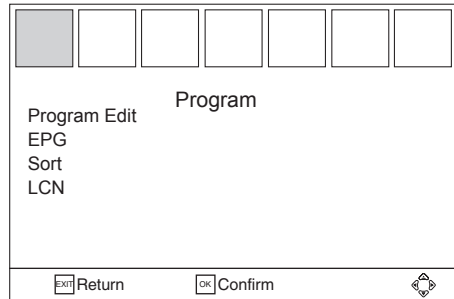 Program
Program Edit
EPG
Sort
LCN
EXIT Return OK Confirm